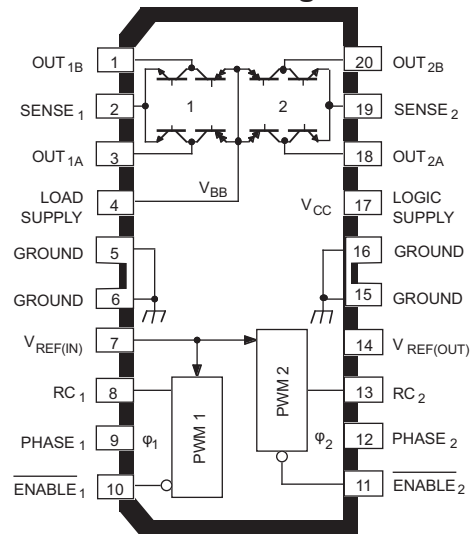 OUT1B 1 20 OUT2B
SENSE1 2 1 2 19 SENSE2
OUT1A 3 18 OUT2A
LOAD SUPPLY 4 VBB VCC 17 LOGIC SUPPLY
GROUND 5 16 GROUND
GROUND 6 15 GROUND
VREF(IN) 7 14 VREF(OUT)
RC1 8 PWM 1 PWM 2 13 RC2
PHASE1 9 φ1 φ2 12 PHASE2
ENABLE1 10 11 ENABLE2